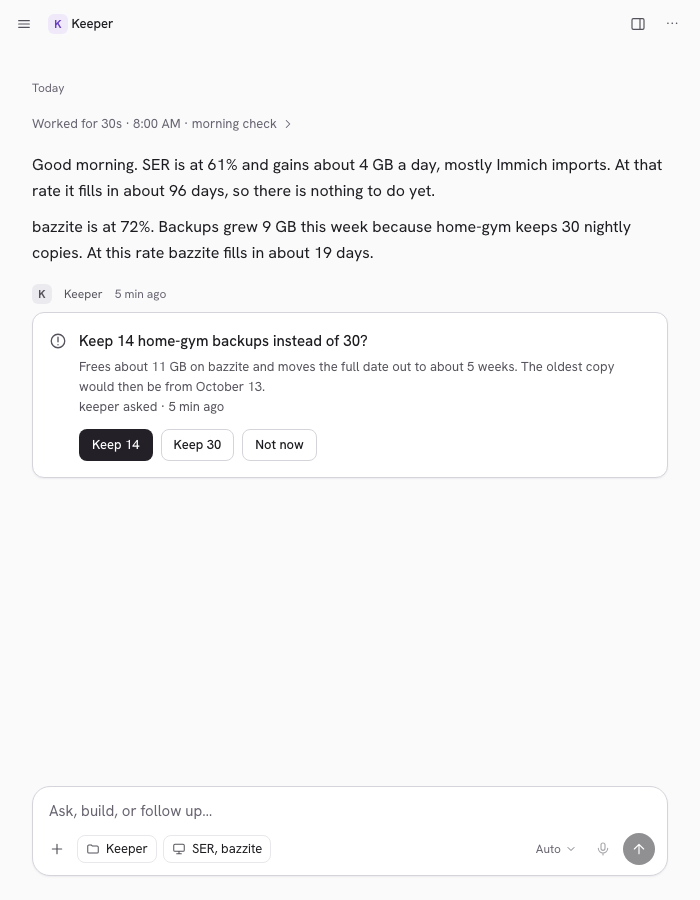 K Keeper
Today
Worked for 30s · 8:00 AM · morning check
Good morning. SER is at 61% and gains about 4 GB a day, mostly Immich imports. At that
rate it fills in about 96 days, so there is nothing to do yet.
bazzite is at 72%. Backups grew 9 GB this week because home-gym keeps 30 nightly
copies. At this rate bazzite fills in about 19 days.
K Keeper 5 min ago
Keep 14 home-gym backups instead of 30?
Frees about 11 GB on bazzite and moves the full date out to about 5 weeks. The oldest copy
would then be from October 13.
keeper asked · 5 min ago
Keep 14 Keep 30 Not now
Ask, build, or follow up...
Keeper SER, bazzite Auto